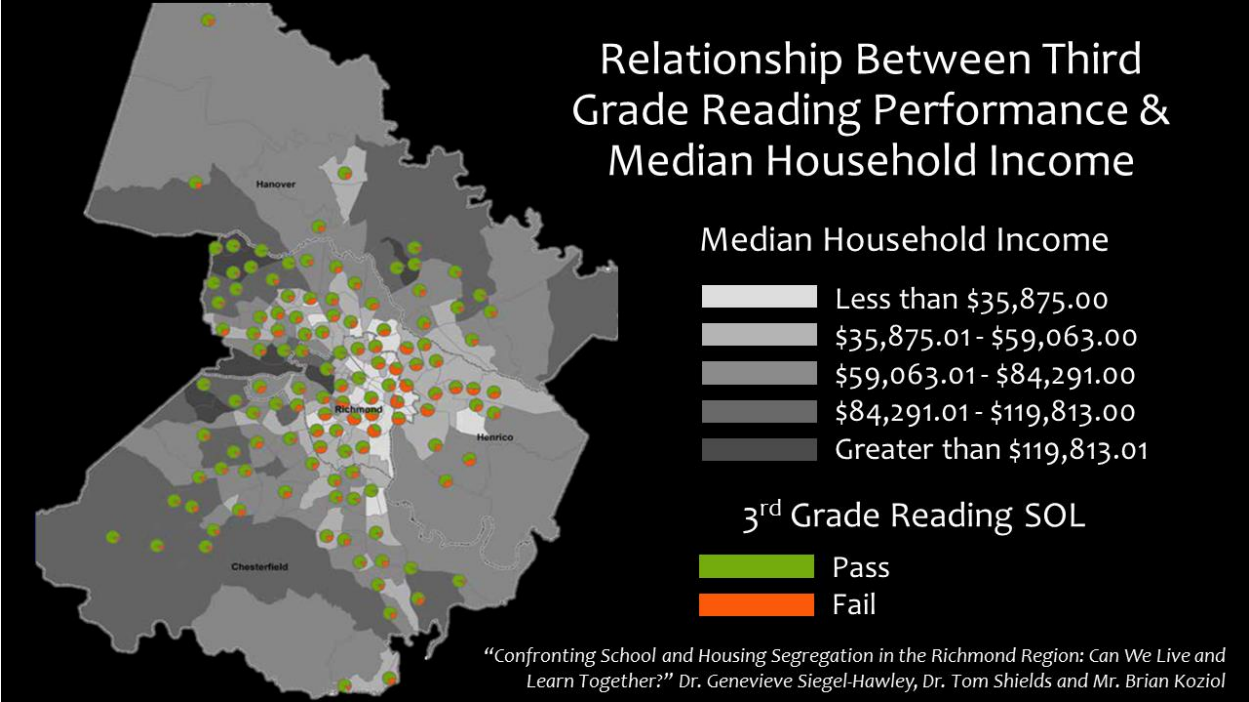 Relationship Between Third
Grade Reading Performance &
Median Household Income
Hanover
Richmond
Henrico
Chesterfield
Median Household Income
Less than $35,875.00
$35,875.01 - $59,063.00
$59,063.01 - $84,291.00
$84,291.01 - $119,813.00
Greater than $119,813.01
3rd Grade Reading SOL
Pass
Fail
“Confronting School and Housing Segregation in the Richmond Region: Can We Live and
Learn Together?” Dr. Genevieve Siegel-Hawley, Dr. Tom Shields and Mr. Brian Koziol